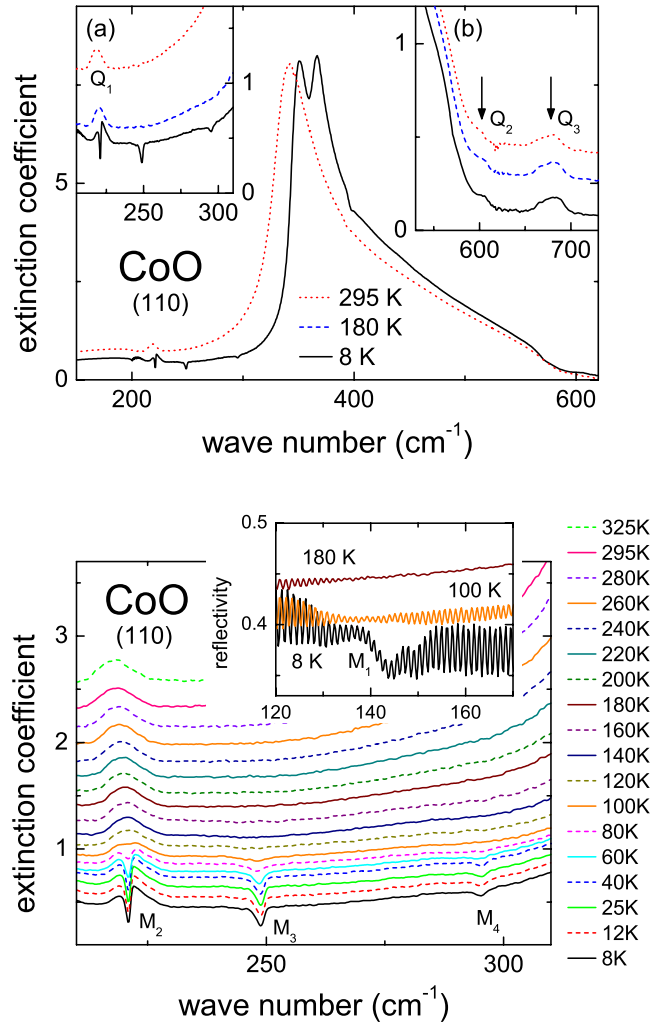 (a)
(b)
1
Q₁
1
Q₂
Q₃
0
250
300
0
600
700
5
0
extinction coefficient
CoO
(110)
295 K
180 K
8 K
200
400
600
wave number (cm⁻¹)
0.5
0.4
reflectivity
180 K
100 K
8 K
M₁
120
140
160
CoO
(110)
3
2
1
extinction coefficient
M₂
M₃
M₄
250
300
wave number (cm⁻¹)
325K
295K
280K
260K
240K
220K
200K
180K
160K
140K
120K
100K
80K
60K
40K
25K
12K
8K